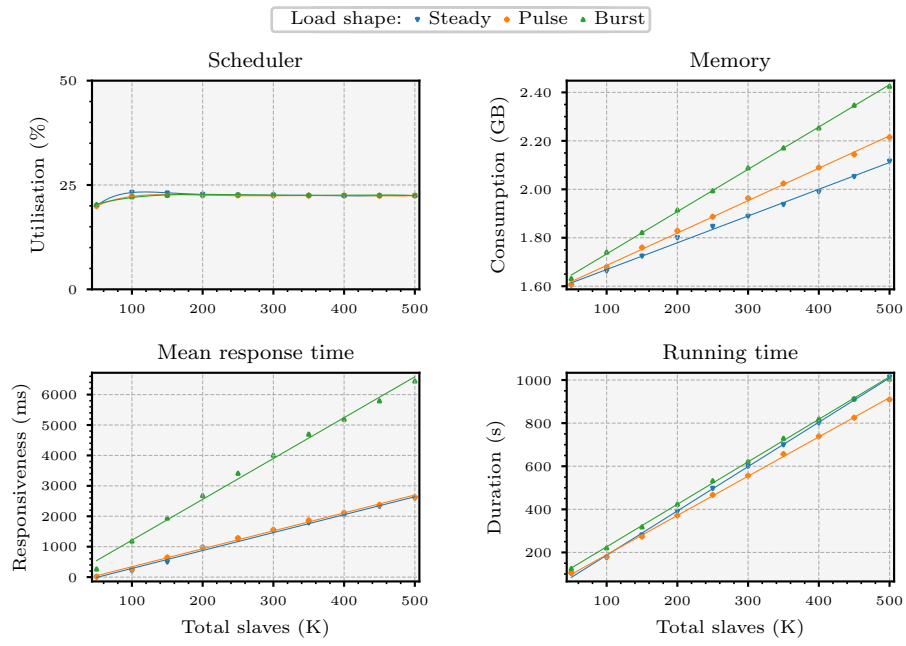 Load shape: Steady Pulse Burst
Scheduler
Utilisation (%)
50
25
0
100 200 300 400 500
Memory
Consumption (GB)
2.40
2.20
2.00
1.80
1.60
100 200 300 400 500
Mean response time
Responsiveness (ms)
6000
5000
4000
3000
2000
1000
0
100 200 300 400 500
Total slaves (K)
Running time
Duration (s)
1000
800
600
400
200
100 200 300 400 500
Total slaves (K)